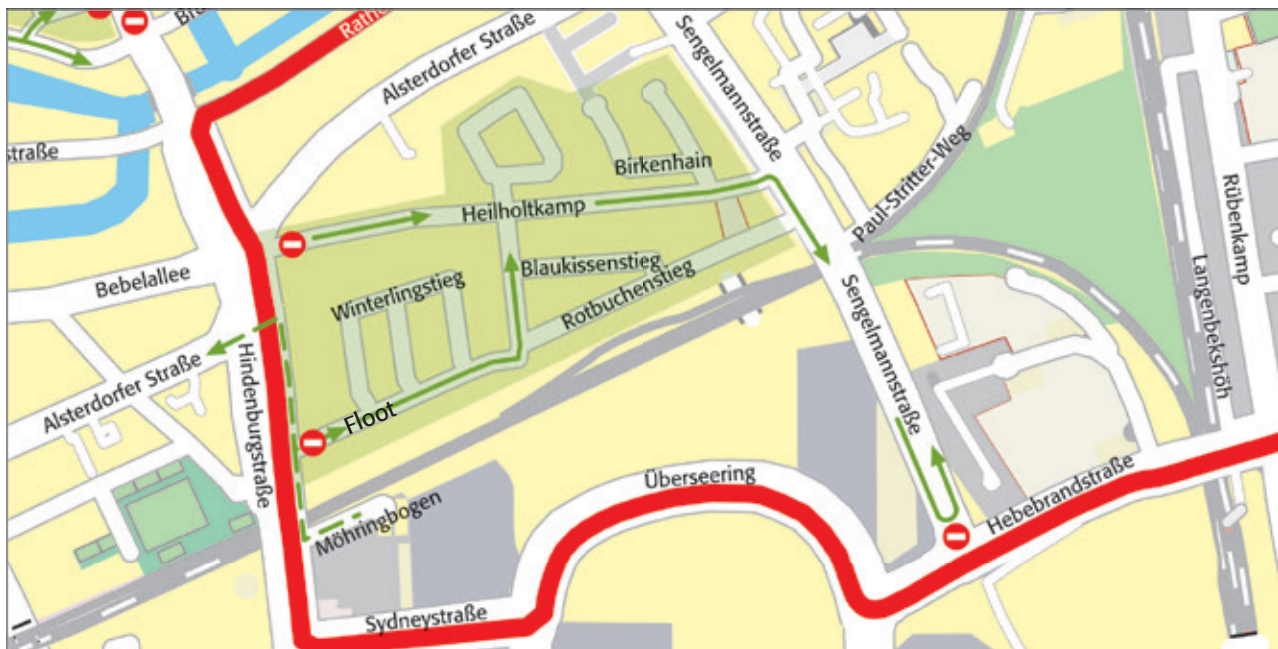 Alsterdorfer Straße
Sengelmannstraße
straße
Birkenhain
Paul-Stritter-Weg
Rübenkamp
Heilholtkamp
Bebelallee
Blaukissenstieg
Winterlingstieg
Rotbuchenstieg
Langenbekshöh
Sengelmannstraße
Hindenburgstraße
Alsterdorfer Straße
Floot
Überseering
Hebebrandstraße
Möhringbogen
Sydneystraße